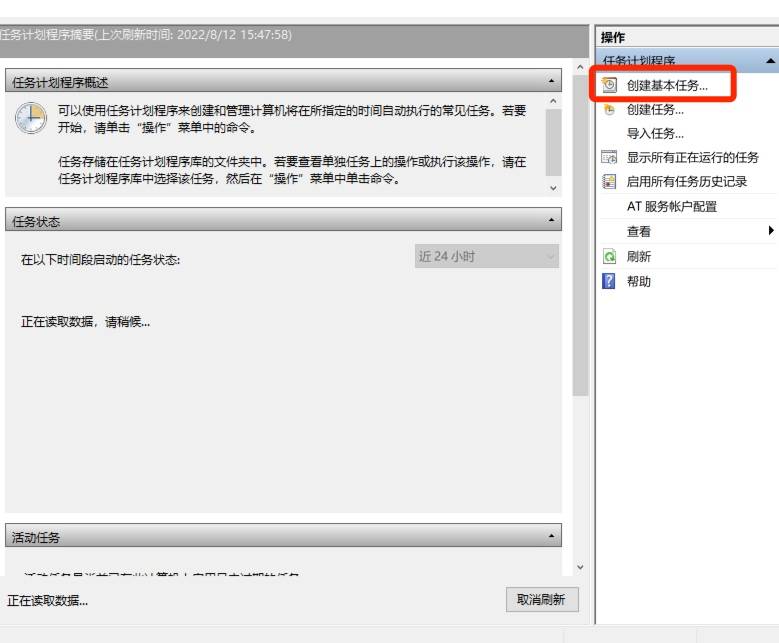 任务计划程序摘要(上次刷新时间: 2022/8/12 15:47:58)
任务计划程序概述
可以使用任务计划程序来创建和管理计算机将在所指定的时间自动执行的常见任务。若要
开始，请单击“操作”菜单中的命令。
任务存储在任务计划程序库的文件夹中。若要查看单独任务上的操作或执行该操作，请在
任务计划程序库中选择该任务，然后在“操作”菜单中单击命令。
任务状态
在以下时间段启动的任务状态:
近 24 小时
正在读取数据，请稍候...
活动任务
正在读取数据...
取消刷新
操作
任务计划程序
创建基本任务...
创建任务...
导入任务...
显示所有正在运行的任务
启用所有任务历史记录
AT 服务帐户配置
查看
刷新
帮助